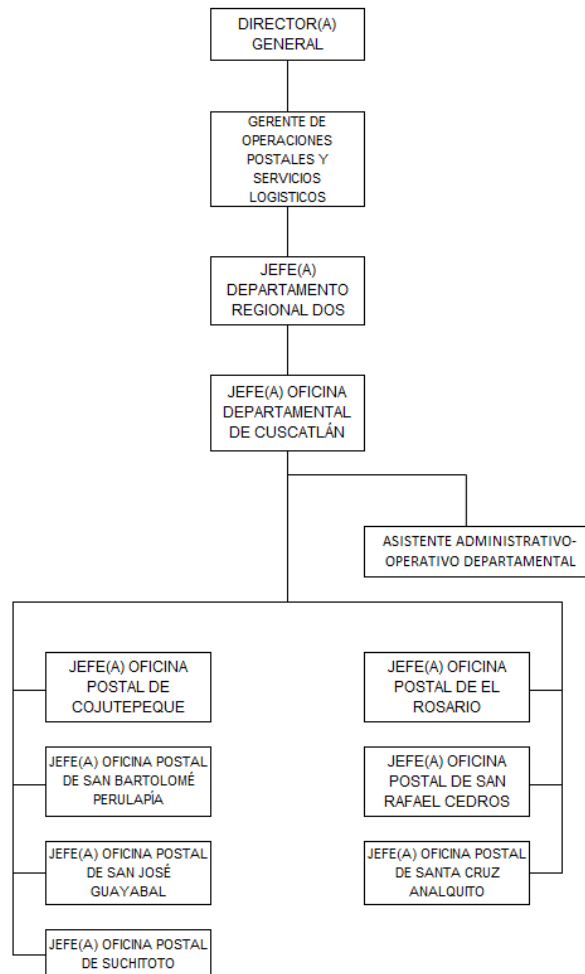 DIRECTOR(A)
GENERAL
GERENTE DE
OPERACIONES
POSTALES Y
SERVICIOS
LOGISTICOS
JEFE(A)
DEPARTAMENTO
REGIONAL DOS
JEFE(A) OFICINA
DEPARTAMENTAL
DE CUSCATLÁN
ASISTENTE ADMINISTRATIVO-
OPERATIVO DEPARTAMENTAL
JEFE(A) OFICINA
POSTAL DE
COJUTEPEQUE
JEFE(A) OFICINA POSTAL
DE SAN BARTOLOMÉ
PERULAPÍA
JEFE(A) OFICINA POSTAL
DE SAN JOSÉ
GUAYABAL
JEFE(A) OFICINA POSTAL
DE SUCHITOTO
JEFE(A) OFICINA
POSTAL DE EL
ROSARIO
JEFE(A) OFICINA
POSTAL DE SAN
RAFAEL CEDROS
JEFE(A) OFICINA POSTAL
DE SANTA CRUZ
ANALQUITO